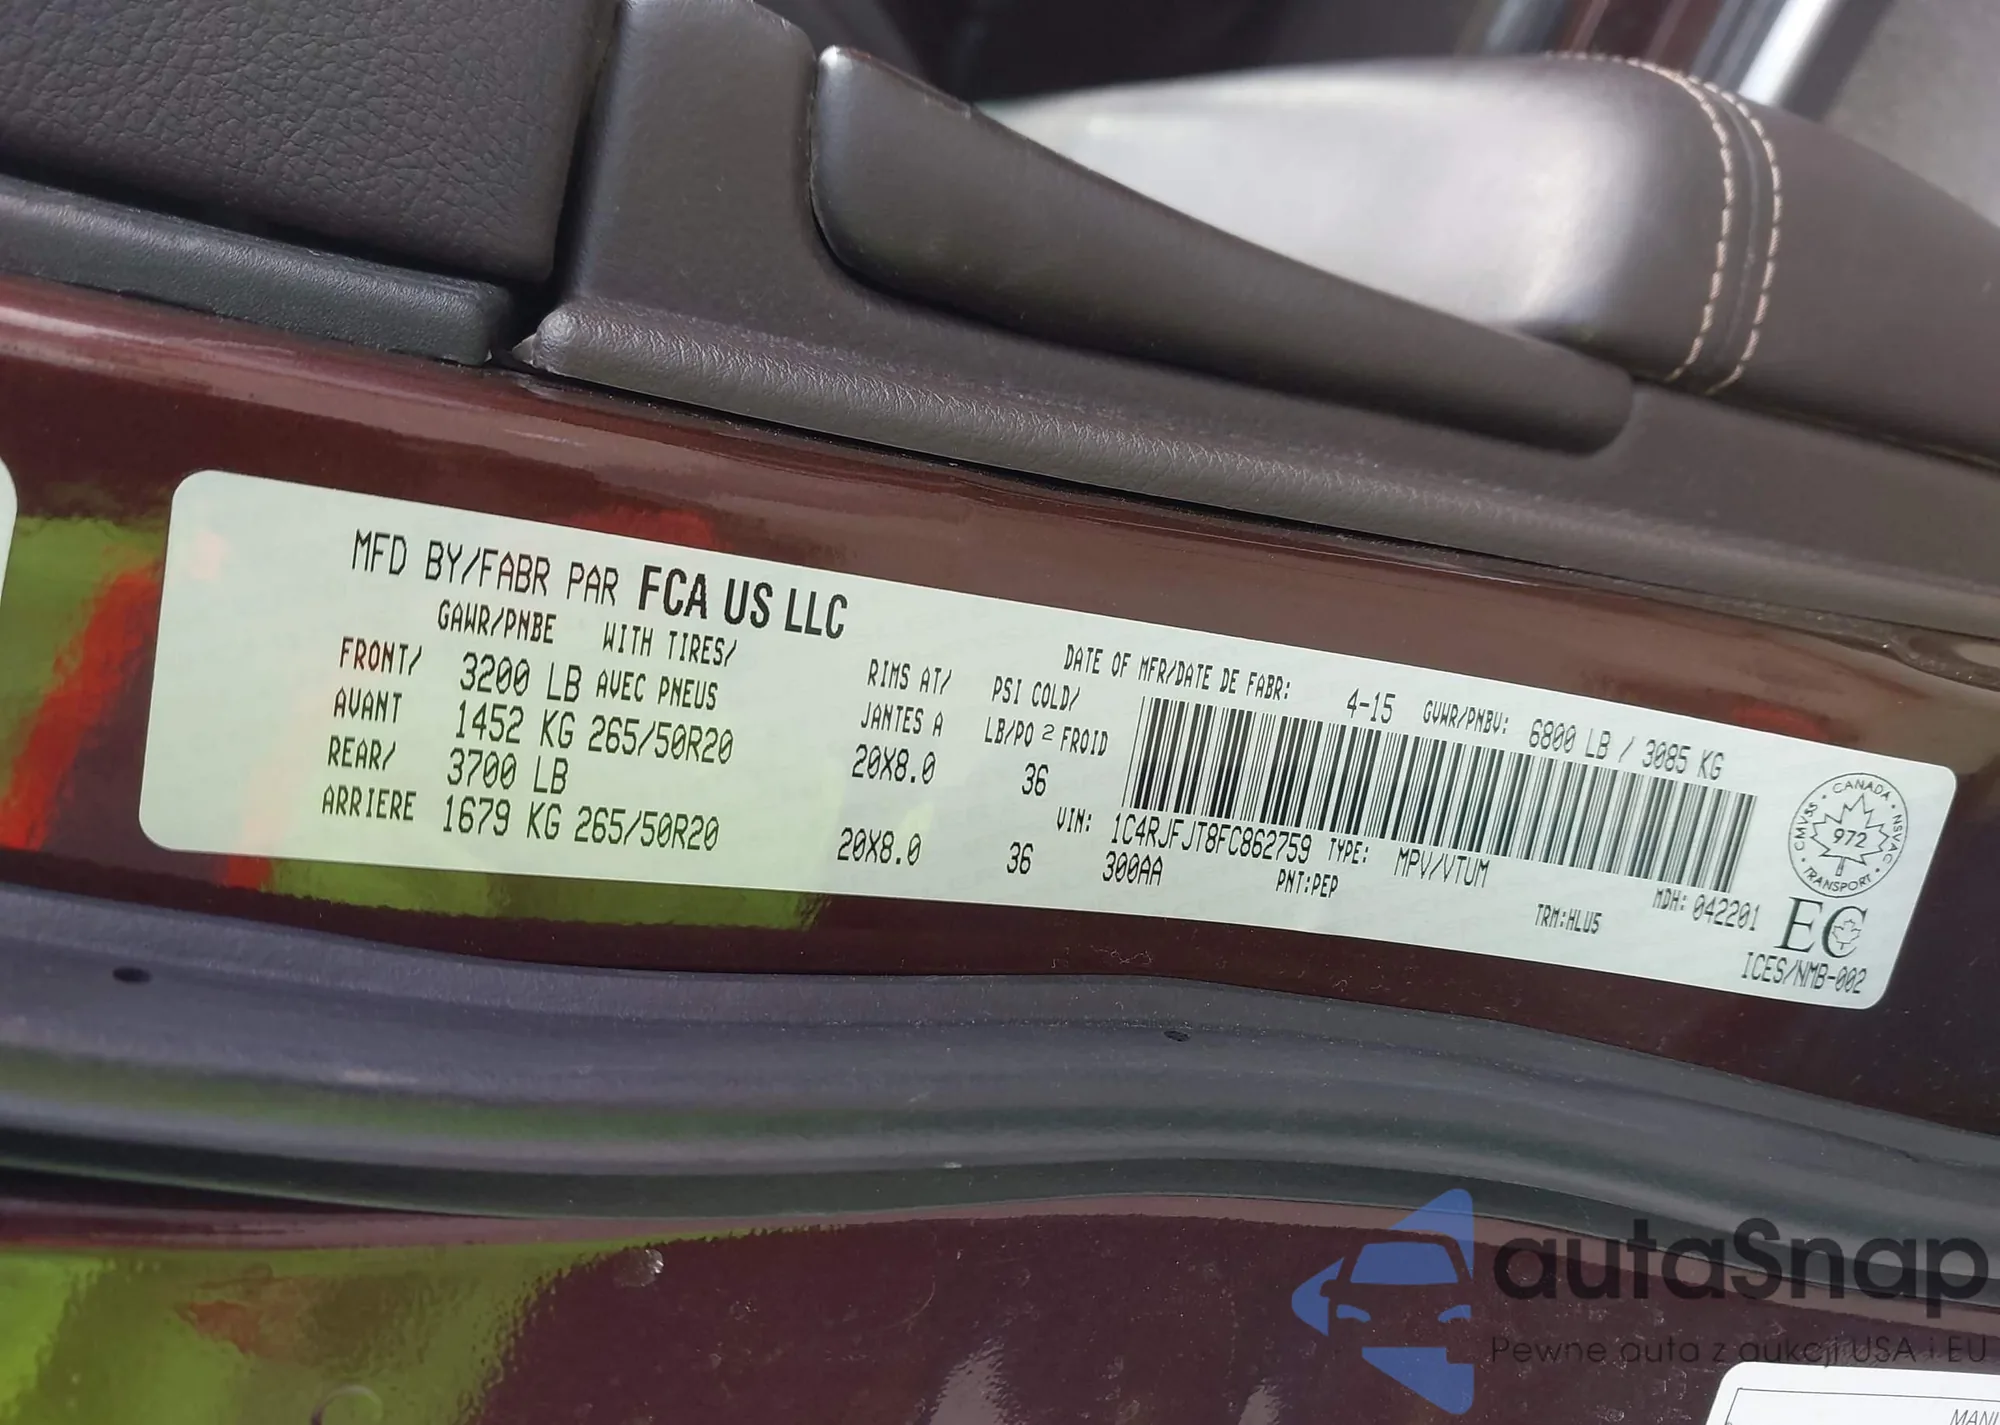 MFD BY/FABR PAR FCA US LLC
DATE OF MFR/DATE DE FABR: 4-15 GVWR/PNBV: 6800 LB / 3085 KG
GAWR/PNBE WITH TIRES/ RIMS AT/ PSI COLD/
FRONT/ 3200 LB AVEC PNEUS JANTES A LB/PO 2 FROID
AVANT 1452 KG 265/50R20 20X8.0 36
REAR/ 3700 LB
ARRIERE 1679 KG 265/50R20 20X8.0 36
VIN: 1C4RJFJT8FC862759 TYPE: MPV/VTUM
300AA PNT:PEP TRM:HLU5 MDH: 042201
CANADA
CMVSS 972 NSVAC
TRANSPORT
EC
ICES/NMB-002
autaSnap
Pewne auta z aukcji USA i EU